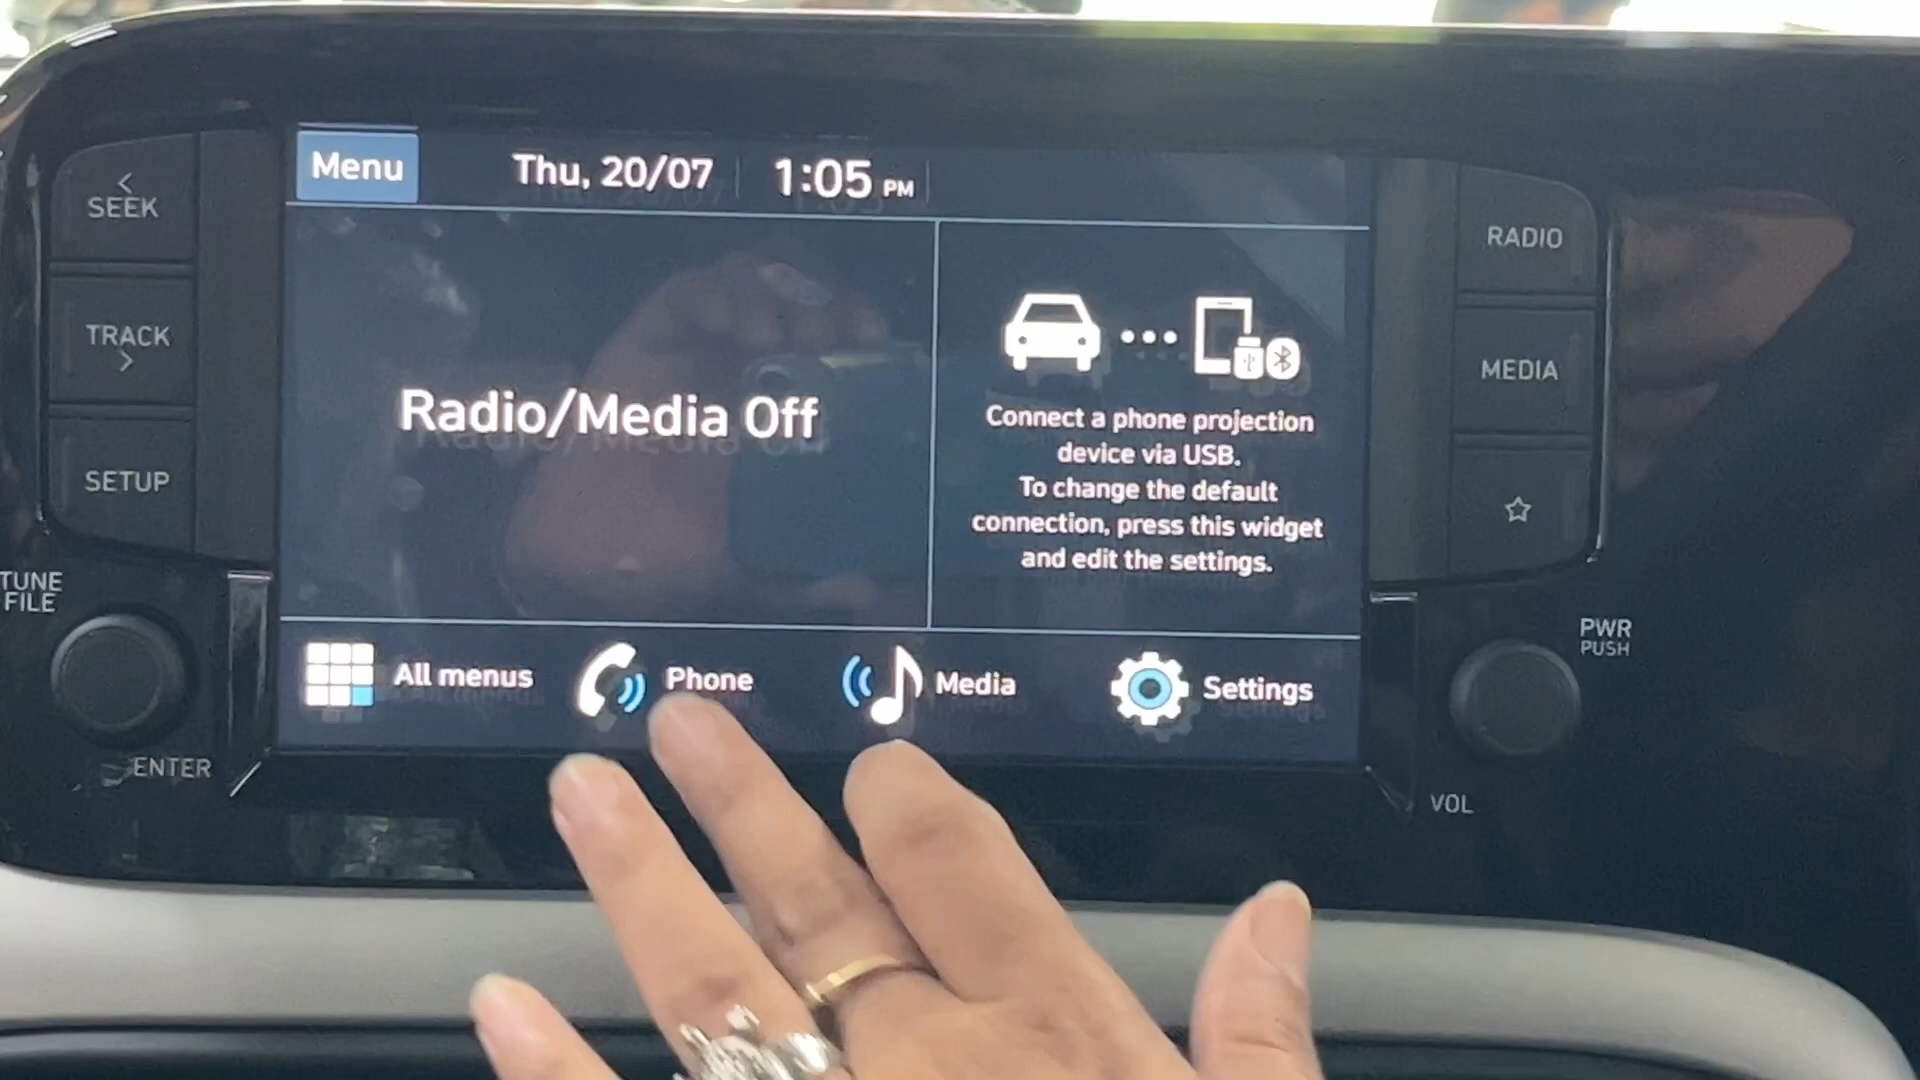 Menu
Thu, 20/07
1:05 PM
< SEEK
TRACK >
SETUP
TUNE
FILE
ENTER
Radio/Media Off
Connect a phone projection
device via USB.
To change the default
connection, press this widget
and edit the settings.
All menus
Phone
Media
Settings
RADIO
MEDIA
PWR
PUSH
VOL